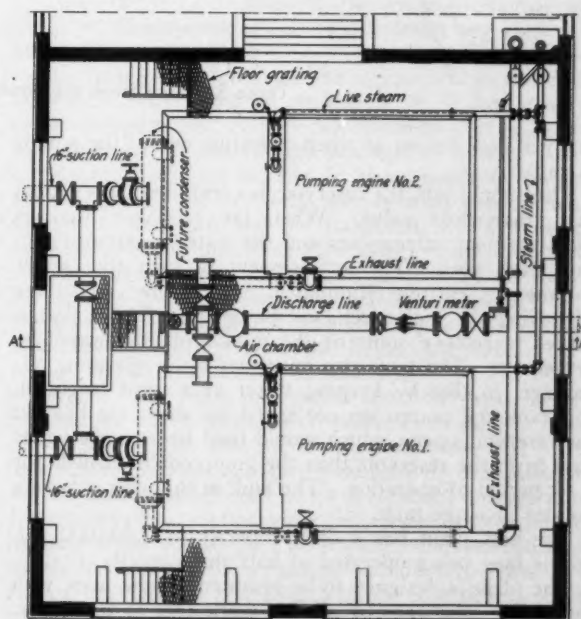 Floor grating
Live steam
16"suction line
Future condenser
Pumping engine No.2.
Steam line
Exhaust line
Discharge line
Venturi meter
A
Air chamber
16"suction line
Pumping engine No.1.
Exhaust line